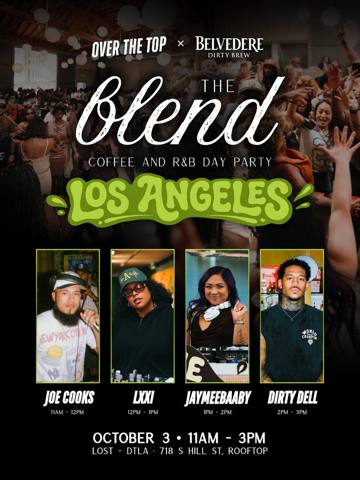 OVER THE TOP × BELVEDERE
DIRTY BREW
THE
blend
COFFEE AND R&B DAY PARTY
LOS ANGELES
JOE COOKS
11AM - 12PM
LXXI
12PM - 1PM
JAYMEEBAABY
1PM - 2PM
DIRTY DELL
2PM - 3PM
OCTOBER 3 • 11AM - 3PM
LOST - DTLA - 718 S HILL ST, ROOFTOP